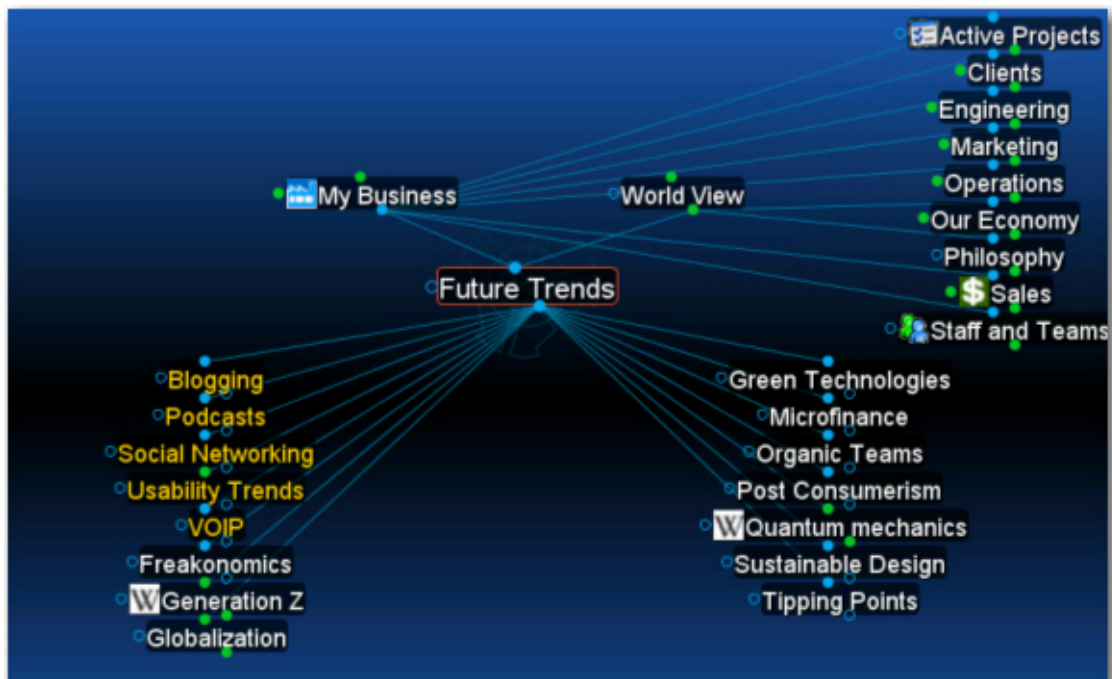 Active Projects
Clients
Engineering
Marketing
Operations
Our Economy
Philosophy
$ Sales
Staff and Teams
My Business
World View
Future Trends
Blogging
Podcasts
Social Networking
Usability Trends
VOIP
Freakonomics
W Generation Z
Globalization
Green Technologies
Microfinance
Organic Teams
Post Consumerism
W Quantum mechanics
Sustainable Design
Tipping Points